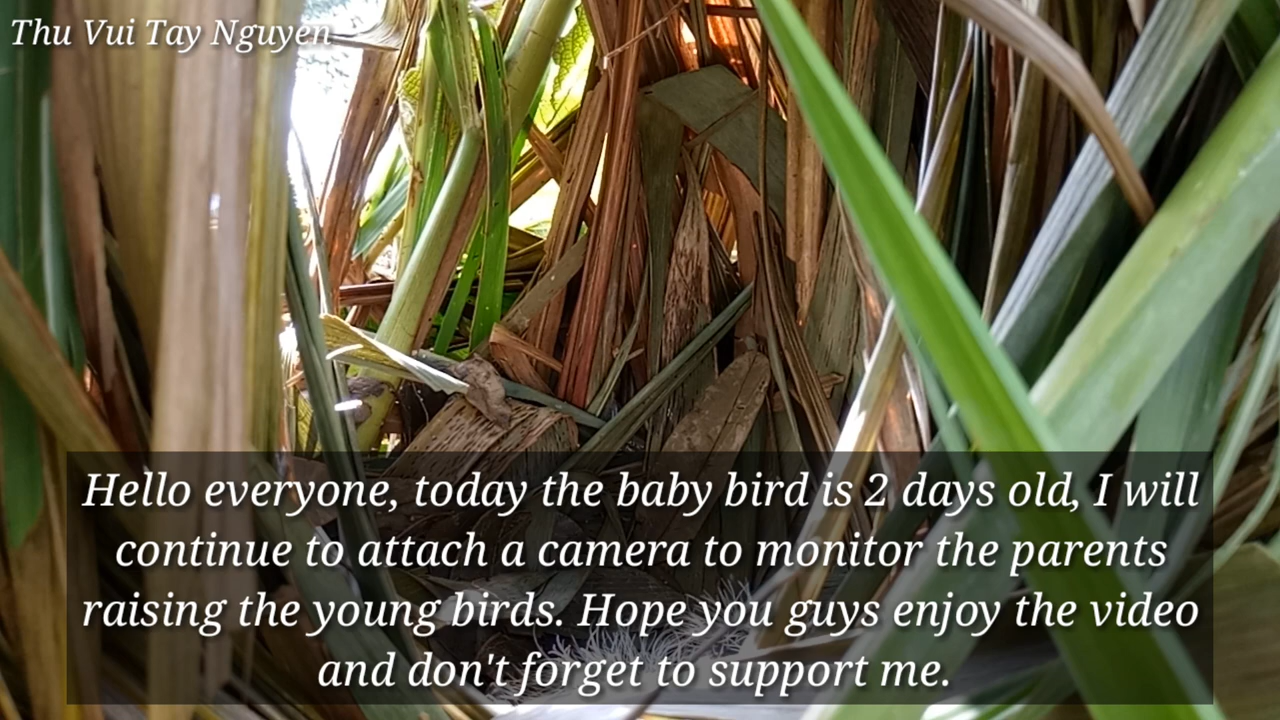 Thu Vui Tay Nguyen
Hello everyone, today the baby bird is 2 days old, I will
continue to attach a camera to monitor the parents
raising the young birds. Hope you guys enjoy the video
and don't forget to support me.